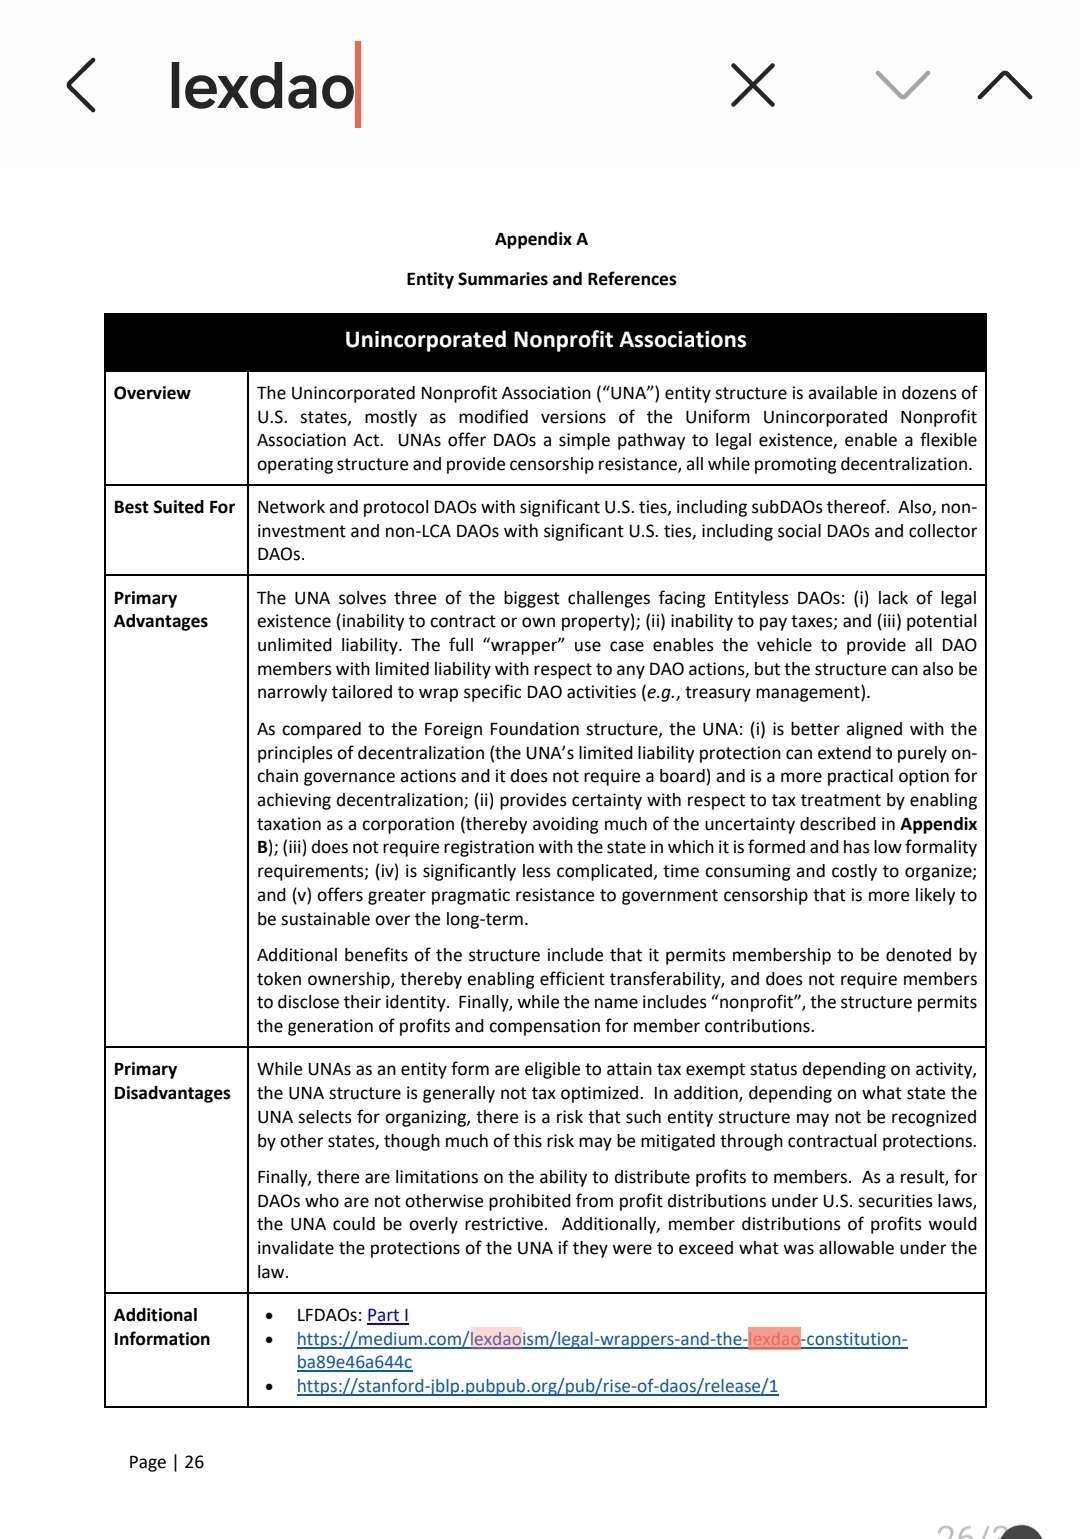 lexdao
Appendix A
Entity Summaries and References
Unincorporated Nonprofit Associations
Overview
The Unincorporated Nonprofit Association (“UNA”) entity structure is available in dozens of
U.S. states, mostly as modified versions of the Uniform Unincorporated Nonprofit
Association Act. UNAs offer DAOs a simple pathway to legal existence, enable a flexible
operating structure and provide censorship resistance, all while promoting decentralization.
Best Suited For
Network and protocol DAOs with significant U.S. ties, including subDAOs thereof. Also, non-
investment and non-LCA DAOs with significant U.S. ties, including social DAOs and collector
DAOs.
Primary
Advantages
The UNA solves three of the biggest challenges facing Entityless DAOs: (i) lack of legal
existence (inability to contract or own property); (ii) inability to pay taxes; and (iii) potential
unlimited liability. The full “wrapper” use case enables the vehicle to provide all DAO
members with limited liability with respect to any DAO actions, but the structure can also be
narrowly tailored to wrap specific DAO activities (e.g., treasury management).
As compared to the Foreign Foundation structure, the UNA: (i) is better aligned with the
principles of decentralization (the UNA’s limited liability protection can extend to purely on-
chain governance actions and it does not require a board) and is a more practical option for
achieving decentralization; (ii) provides certainty with respect to tax treatment by enabling
taxation as a corporation (thereby avoiding much of the uncertainty described in Appendix
B); (iii) does not require registration with the state in which it is formed and has low formality
requirements; (iv) is significantly less complicated, time consuming and costly to organize;
and (v) offers greater pragmatic resistance to government censorship that is more likely to
be sustainable over the long-term.
Additional benefits of the structure include that it permits membership to be denoted by
token ownership, thereby enabling efficient transferability, and does not require members
to disclose their identity. Finally, while the name includes “nonprofit”, the structure permits
the generation of profits and compensation for member contributions.
Primary
Disadvantages
While UNAs as an entity form are eligible to attain tax exempt status depending on activity,
the UNA structure is generally not tax optimized. In addition, depending on what state the
UNA selects for organizing, there is a risk that such entity structure may not be recognized
by other states, though much of this risk may be mitigated through contractual protections.
Finally, there are limitations on the ability to distribute profits to members. As a result, for
DAOs who are not otherwise prohibited from profit distributions under U.S. securities laws,
the UNA could be overly restrictive. Additionally, member distributions of profits would
invalidate the protections of the UNA if they were to exceed what was allowable under the
law.
Additional
Information
• LFDAOs: Part I
• https://medium.com/lexdaoism/legal-wrappers-and-the-lexdao-constitution-
ba89e46a644c
• https://stanford-jblp.pubpub.org/pub/rise-of-daos/release/1
Page | 26